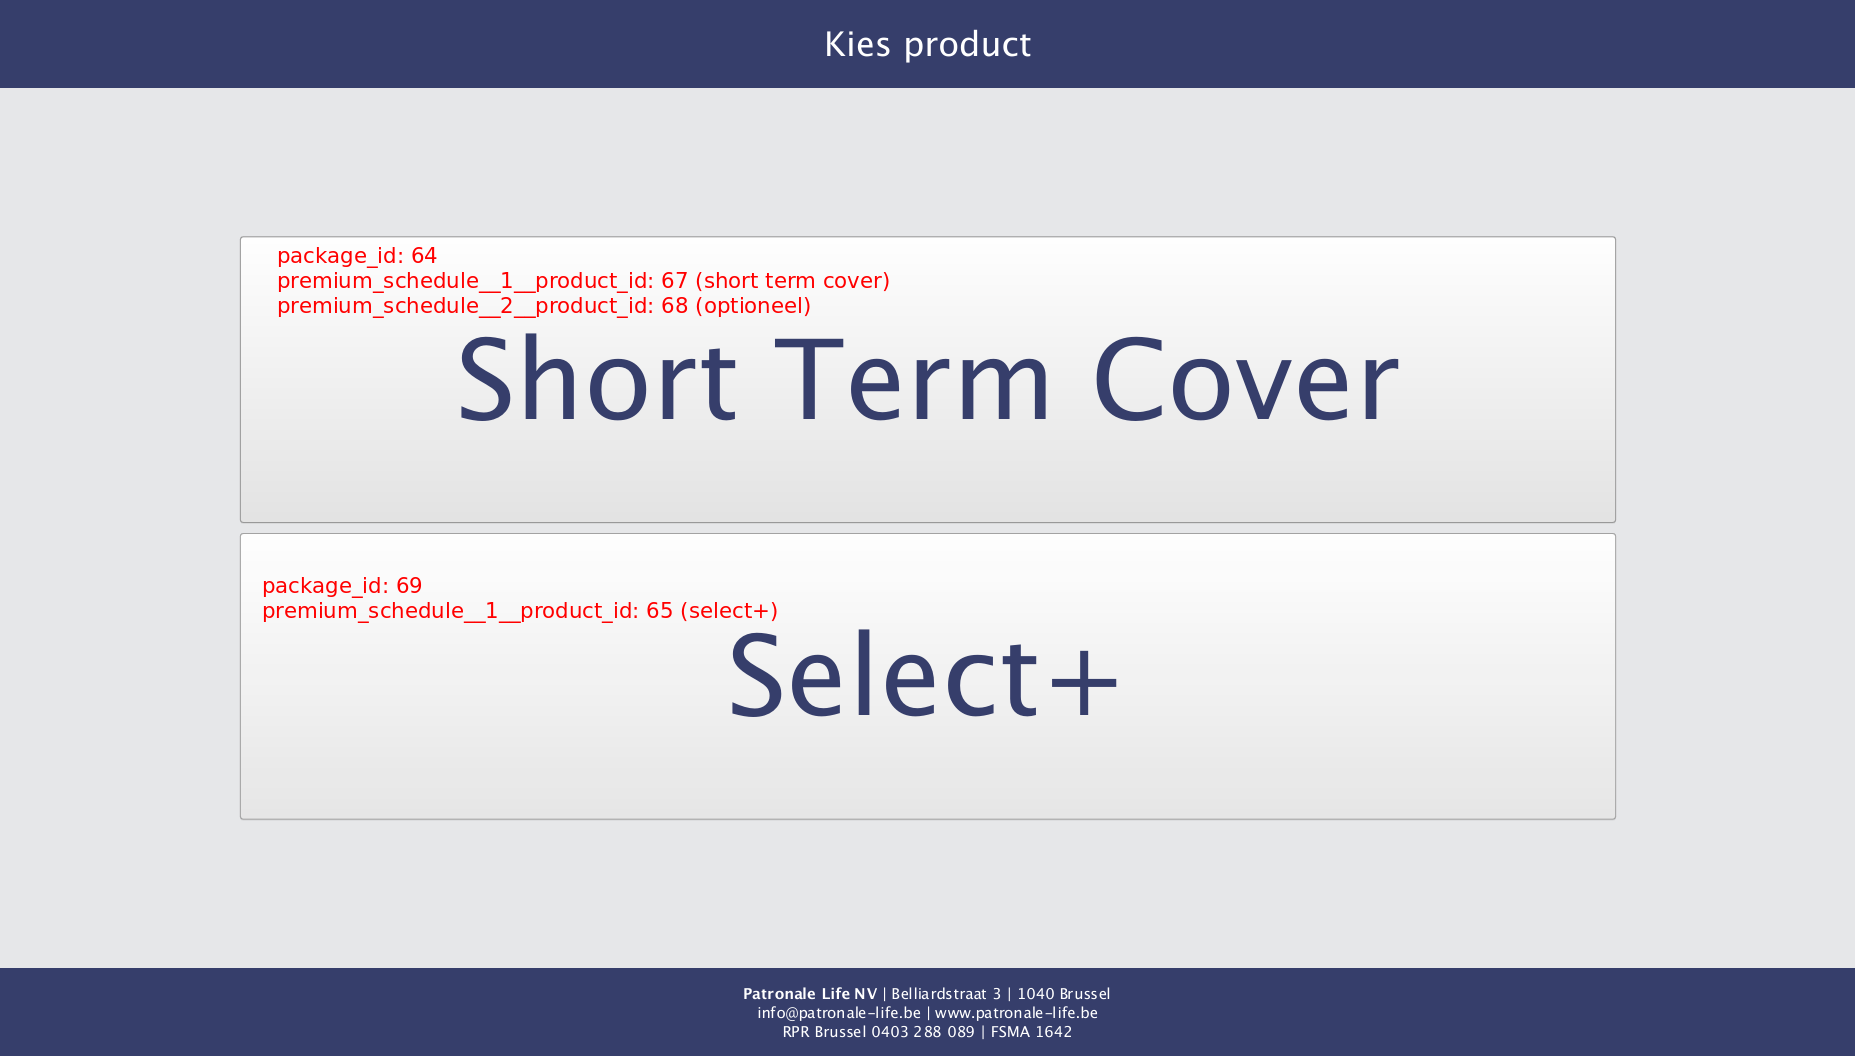 Kies product
package_id: 64
premium_schedule__1__product_id: 67 (short term cover)
premium_schedule__2__product_id: 68 (optioneel)
Short Term Cover
package_id: 69
premium_schedule__1__product_id: 65 (select+)
Select+
Patronale Life NV | Belliardstraat 3 | 1040 Brussel
info@patronale-life.be | www.patronale-life.be
RPR Brussel 0403 288 089 | FSMA 1642